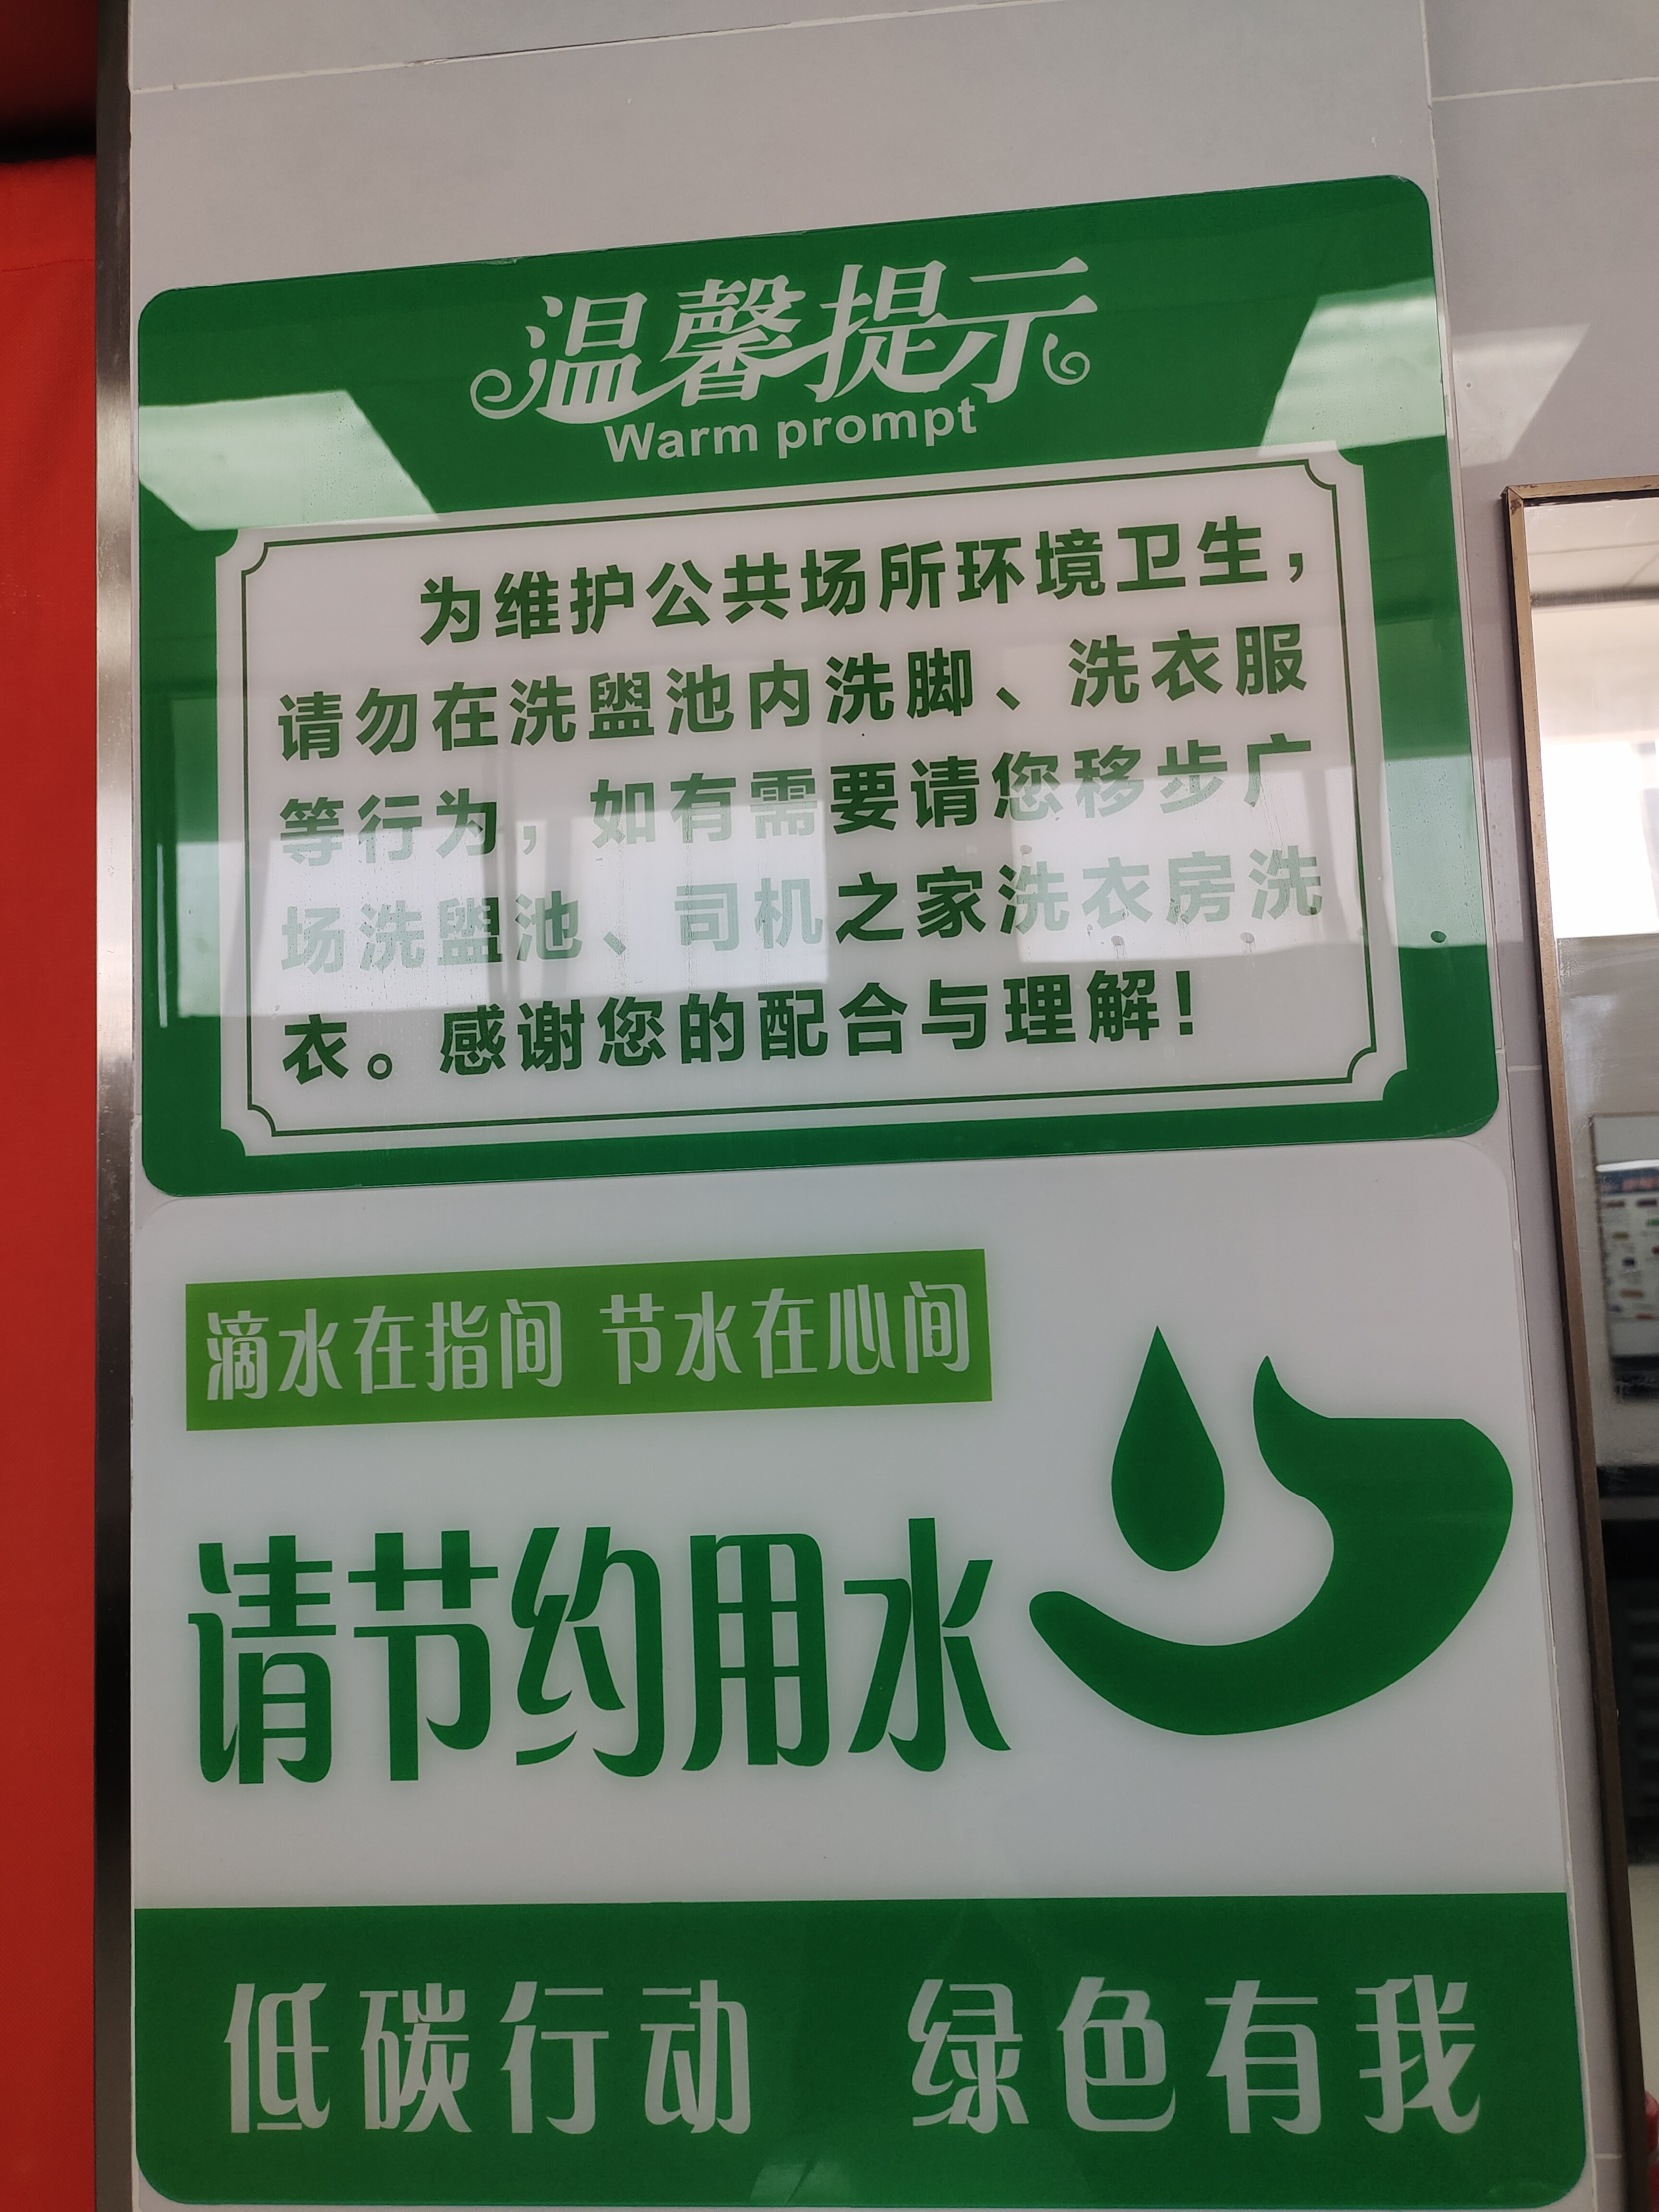 温馨提示
Warm prompt
为维护公共场所环境卫生，
请勿在洗盥池内洗脚、洗衣服
等行为，如有需要请您移步广
场洗盥池、司机之家洗衣房洗
衣。感谢您的配合与理解！
滴水在指间 节水在心间
请节约用水
低碳行动 绿色有我